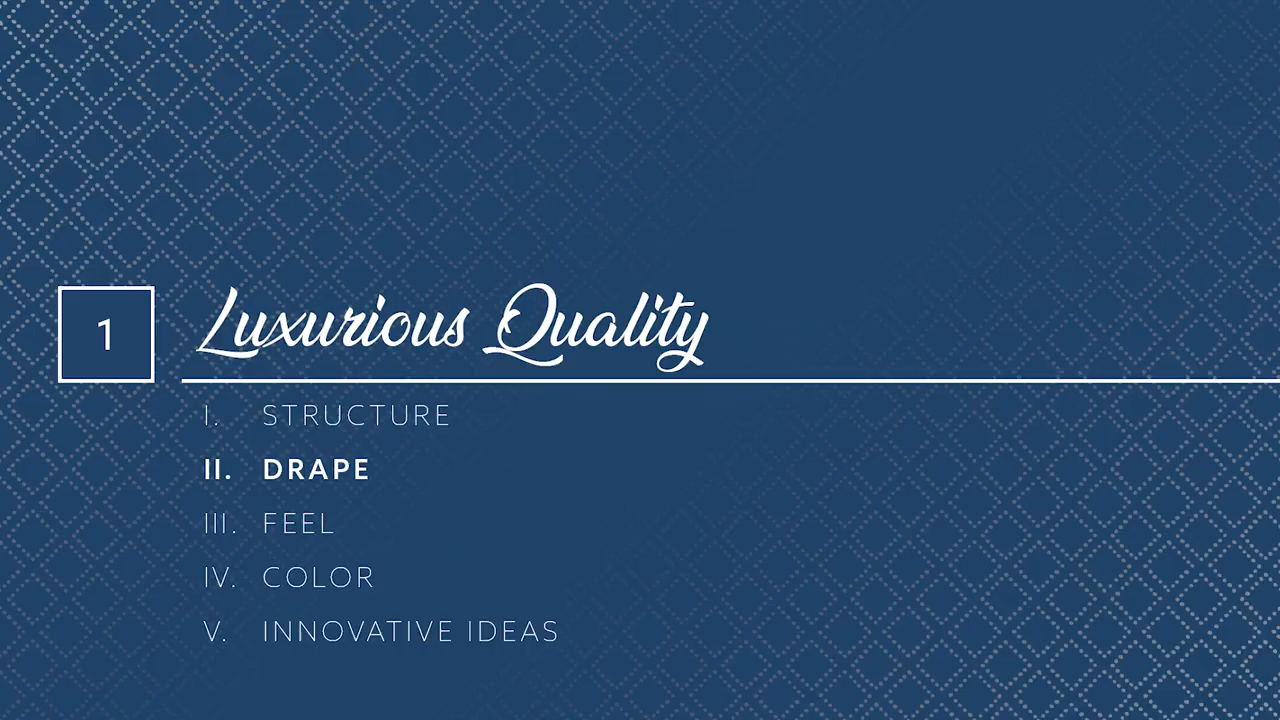 1
Luxurious Quality
I. STRUCTURE
II. DRAPE
III. FEEL
IV. COLOR
V. INNOVATIVE IDEAS